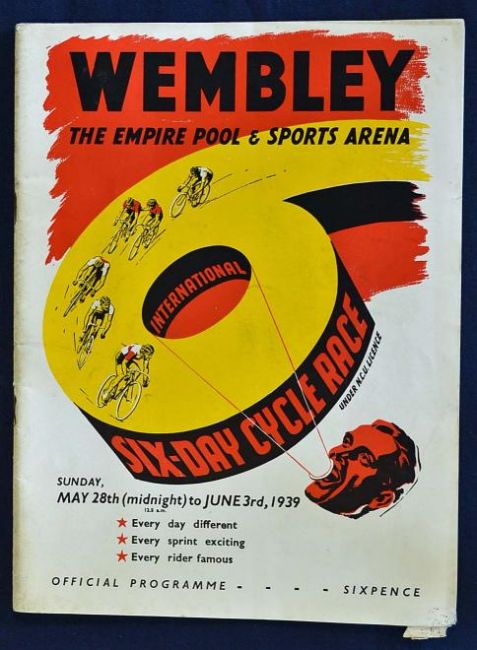 WEMBLEY
THE EMPIRE POOL & SPORTS ARENA
INTERNATIONAL
SIX-DAY CYCLE RACE
UNDER N.C.U. LICENCE
SUNDAY,
MAY 28th (midnight) to JUNE 3rd, 1939
12.5 a.m.
★ Every day different
★ Every sprint exciting
★ Every rider famous
OFFICIAL PROGRAMME - - - - SIXPENCE